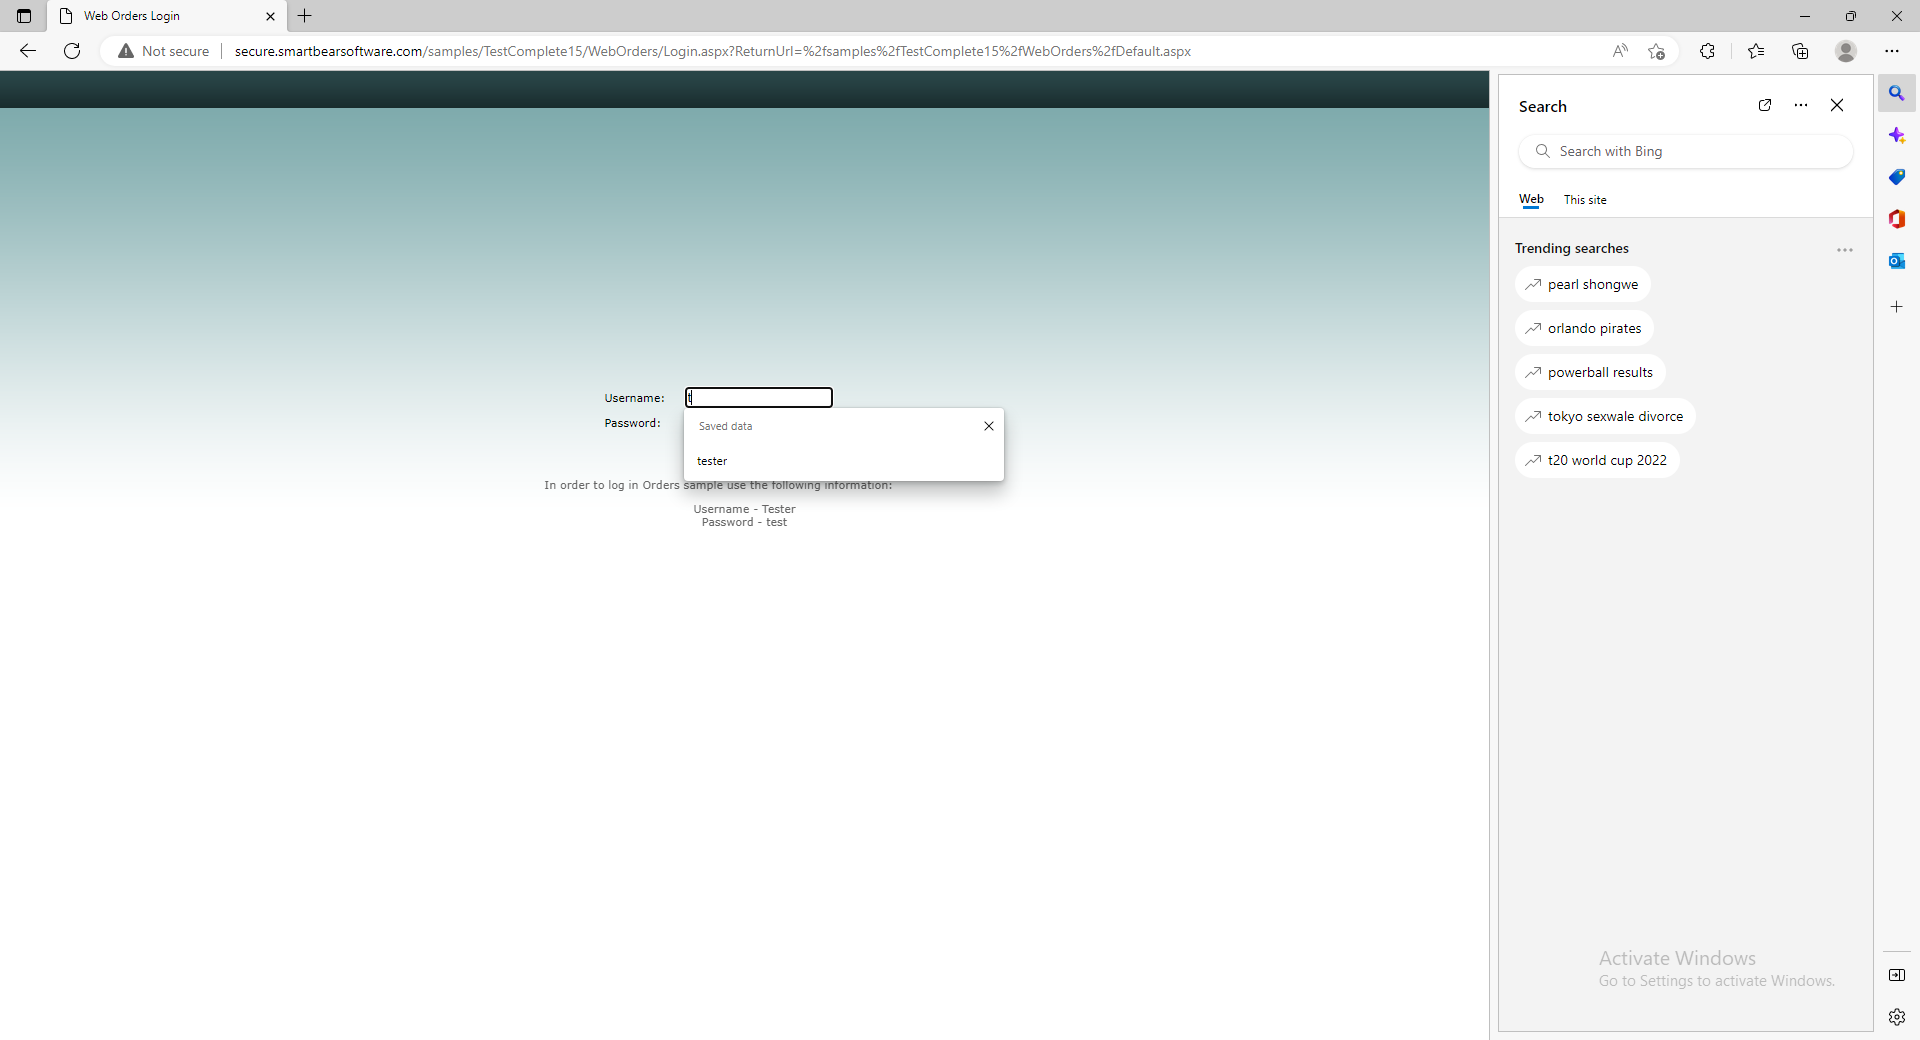 Web Orders Login
Not secure
secure.smartbearsoftware.com/samples/TestComplete15/WebOrders/Login.aspx?ReturnUrl=%2fsamples%2fTestComplete15%2fWebOrders%2fDefault.aspx
Username:
t
Password:
Saved data
tester
In order to log in Orders sample use the following information:
Username - Tester
Password - test
Search
Search with Bing
Web
This site
Trending searches
pearl shongwe
orlando pirates
powerball results
tokyo sexwale divorce
t20 world cup 2022
Activate Windows
Go to Settings to activate Windows.